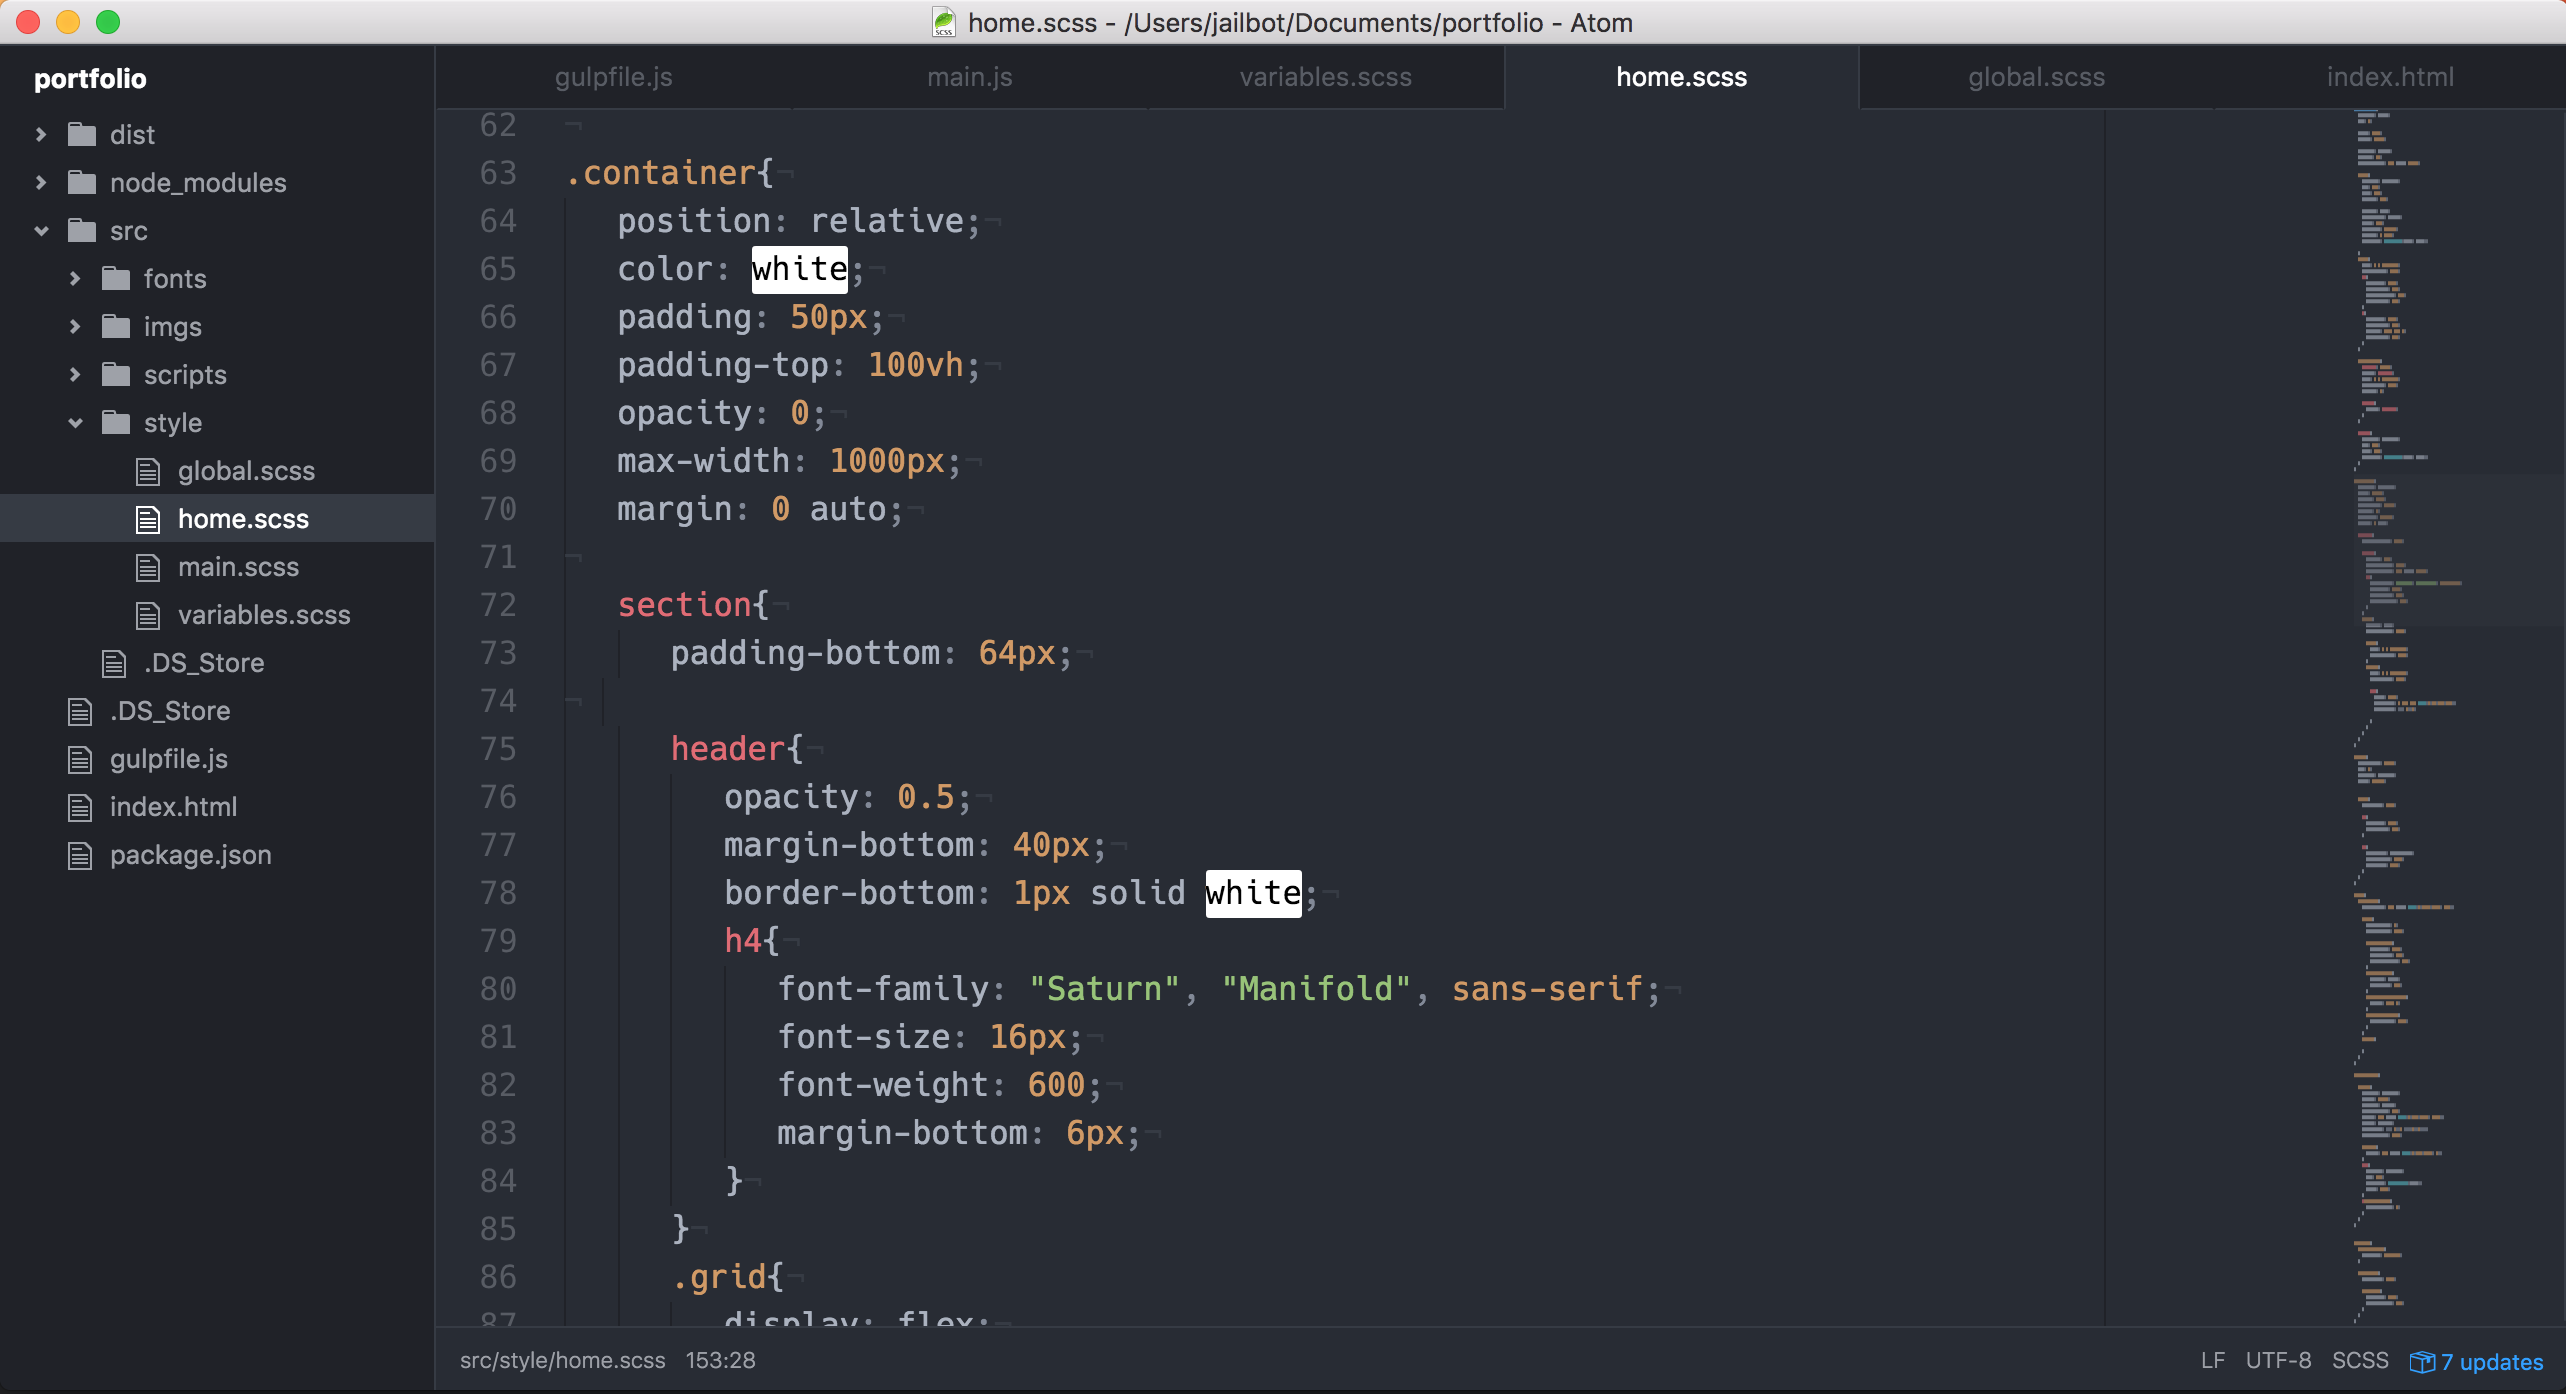 home.scss - /Users/jailbot/Documents/portfolio - Atom
portfolio
dist
node_modules
src
fonts
imgs
scripts
style
global.scss
home.scss
main.scss
variables.scss
.DS_Store
.DS_Store
gulpfile.js
index.html
package.json
gulpfile.js main.js variables.scss home.scss global.scss index.html
62 ¬
63 .container{¬
64 position: relative;¬
65 color: white;¬
66 padding: 50px;¬
67 padding-top: 100vh;¬
68 opacity: 0;¬
69 max-width: 1000px;¬
70 margin: 0 auto;¬
71 ¬
72 section{¬
73 padding-bottom: 64px;¬
74 ¬
75 header{¬
76 opacity: 0.5;¬
77 margin-bottom: 40px;¬
78 border-bottom: 1px solid white;¬
79 h4{¬
80 font-family: "Saturn", "Manifold", sans-serif;¬
81 font-size: 16px;¬
82 font-weight: 600;¬
83 margin-bottom: 6px;¬
84 }¬
85 }¬
86 .grid{¬
87 display: flex;¬
src/style/home.scss 153:28 LF UTF-8 SCSS 7 updates